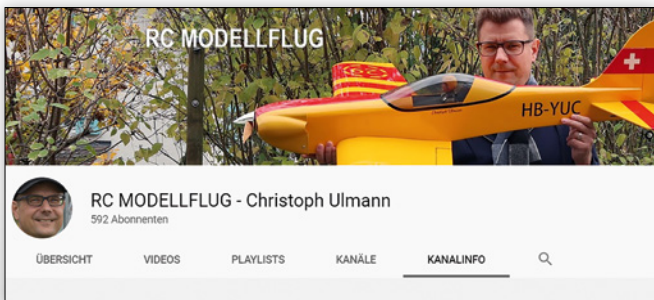 RC MODELLFLUG
HB-YUC
RC MODELLFLUG - Christoph Ulmann
592 Abonnenten
ÜBERSICHT VIDEOS PLAYLISTS KANÄLE KANALINFO